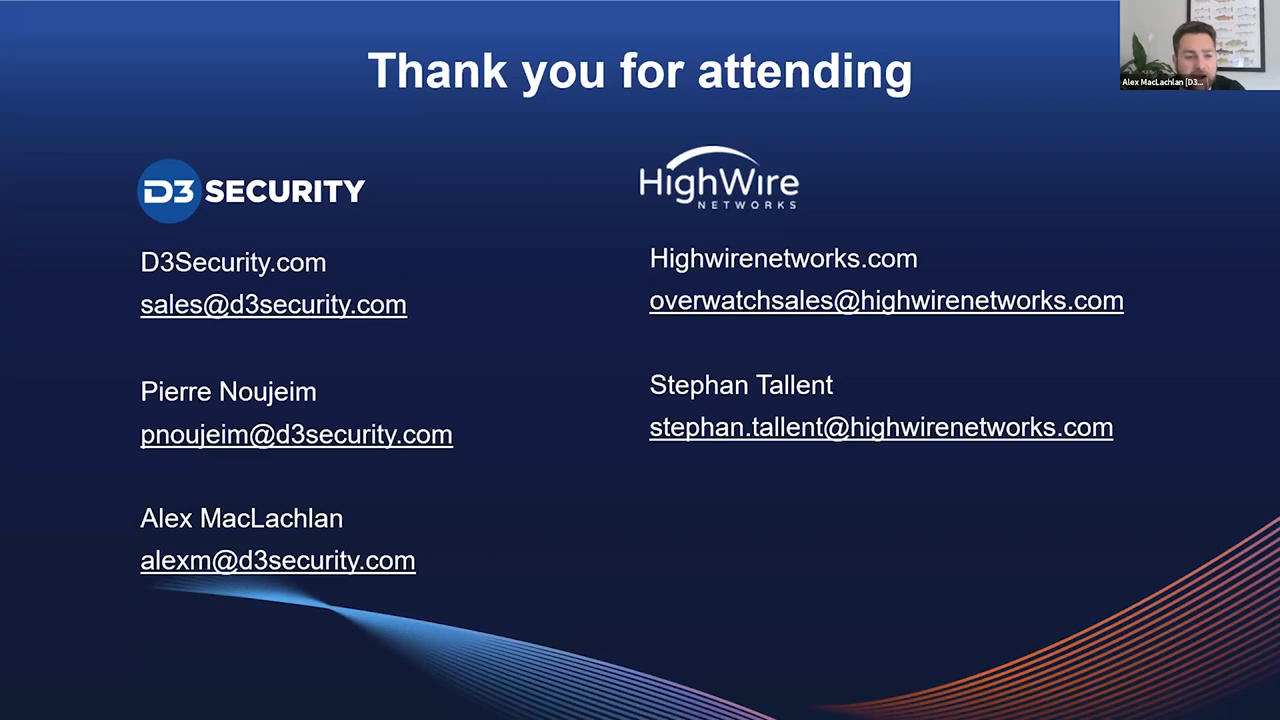 Thank you for attending
Alex MacLachlan [D3...
D3 SECURITY
D3Security.com
sales@d3security.com
Pierre Noujeim
pnoujeim@d3security.com
Alex MacLachlan
alexm@d3security.com
HighWire
NETWORKS
Highwirenetworks.com
overwatchsales@highwirenetworks.com
Stephan Tallent
stephan.tallent@highwirenetworks.com